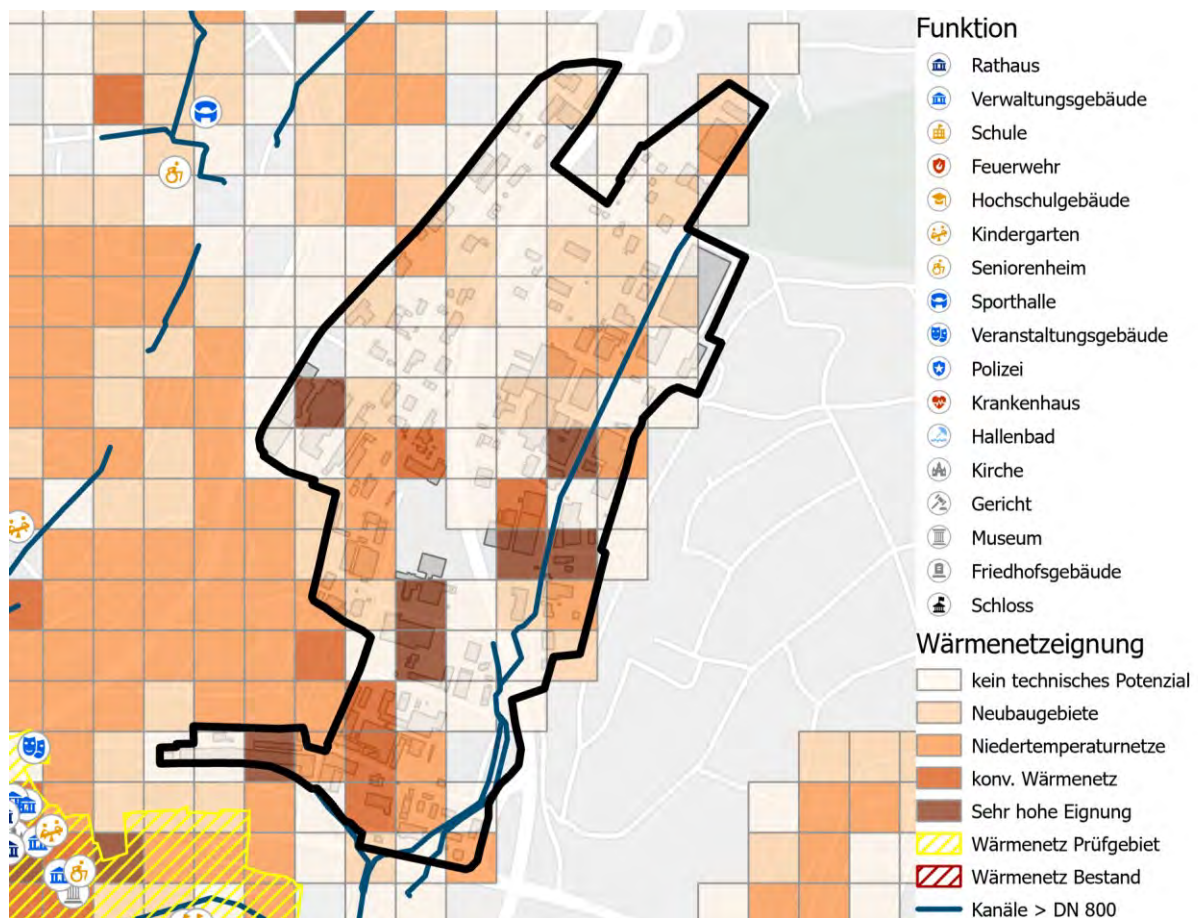 Funktion
Rathaus
Verwaltungsgebäude
Schule
Feuerwehr
Hochschulgebäude
Kindergarten
Seniorenheim
Sporthalle
Veranstaltungsgebäude
Polizei
Krankenhaus
Hallenbad
Kirche
Gericht
Museum
Friedhofsgebäude
Schloss
Wärmenetzeignung
kein technisches Potenzial
Neubaugebiete
Niedertemperaturnetze
konv. Wärmenetz
Sehr hohe Eignung
Wärmenetz Prüfgebiet
Wärmenetz Bestand
Kanäle > DN 800